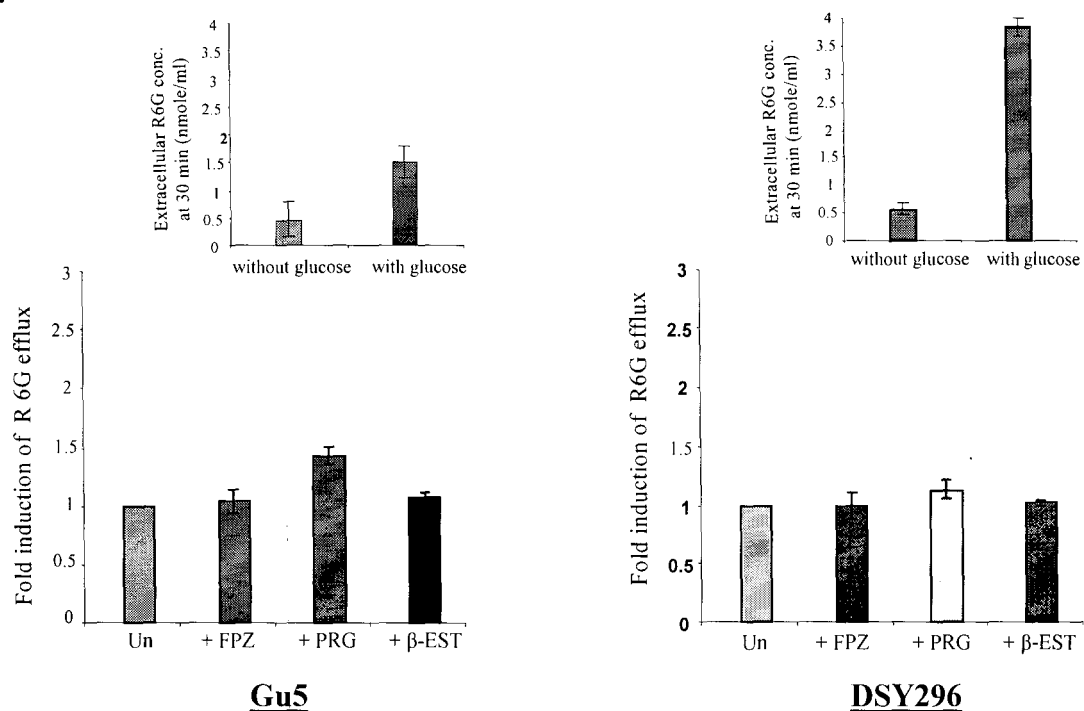 Extracellular R6G conc.
at 30 min (nmole/ml)
4
3.5
3
2.5
2
1.5
1
0.5
0
without glucose
with glucose
Fold induction of R 6G efflux
3
2.5
2
1.5
1
0.5
0
Un
+ FPZ
+ PRG
+ β-EST
Gu5
Extracellular R6G conc.
at 30 min (nmole/ml)
4
3.5
3
2.5
2
1.5
1
0.5
0
without glucose
with glucose
Fold induction of R6G efflux
3
2.5
2
1.5
1
0.5
0
Un
+ FPZ
+ PRG
+ β-EST
DSY296